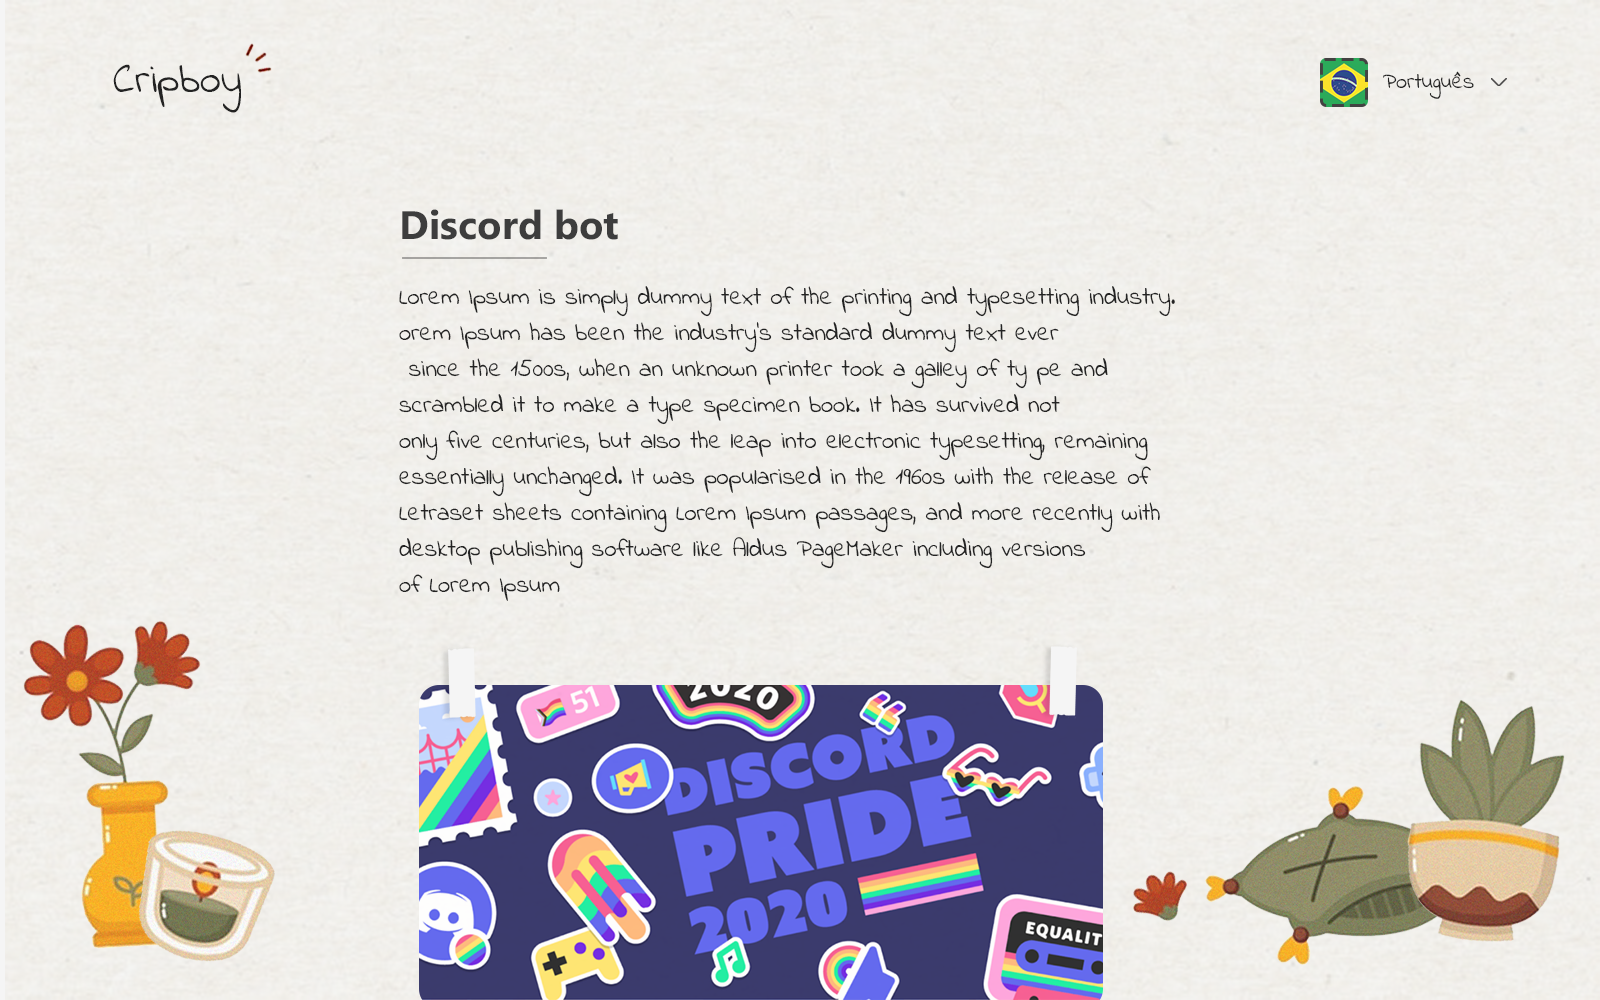 Cripboy
Português
Discord bot
Lorem Ipsum is simply dummy text of the printing and typesetting industry.
orem Ipsum has been the industry's standard dummy text ever
since the 1500s, when an unknown printer took a galley of ty pe and
scrambled it to make a type specimen book. It has survived not
only five centuries, but also the leap into electronic typesetting, remaining
essentially unchanged. It was popularised in the 1960s with the release of
Letraset sheets containing Lorem Ipsum passages, and more recently with
desktop publishing software like Aldus PageMaker including versions
of Lorem Ipsum
51
2020
DISCORD
PRIDE
2020
EQUALIT